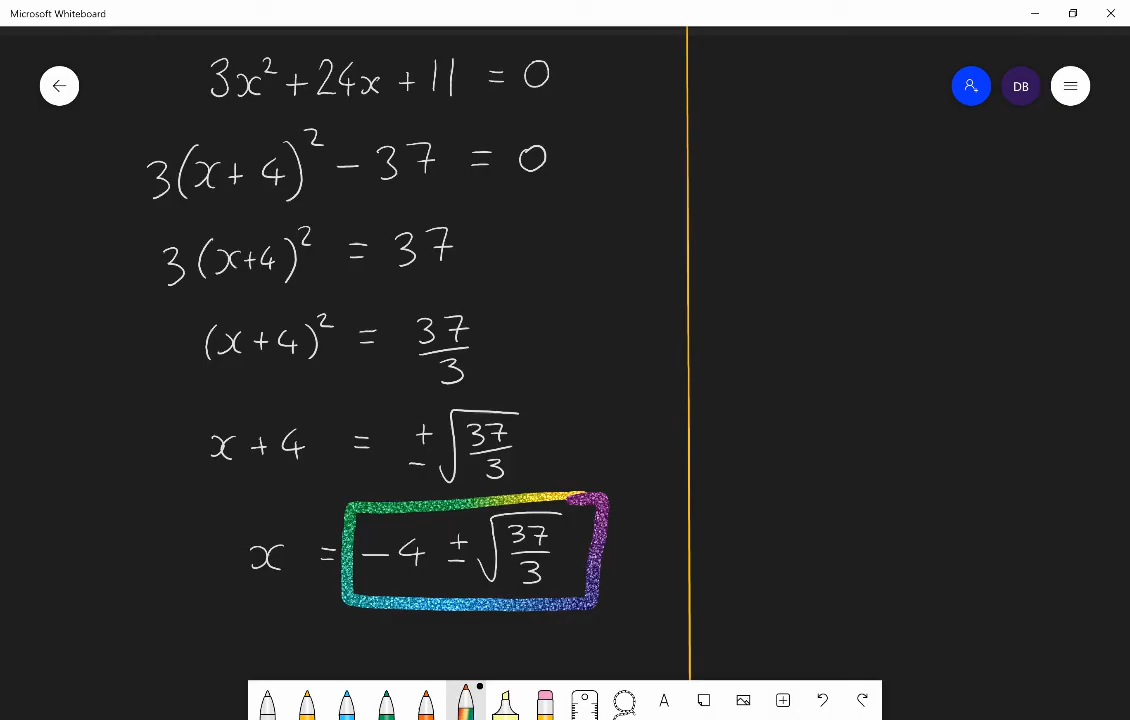 Microsoft Whiteboard
3x² + 24x + 11 = 0
DB
3(x + 4)² − 37 = 0
3(x+4)² = 37
(x + 4)² = 37/3
x + 4 = ±√(37/3)
x = −4 ± √(37/3)
A